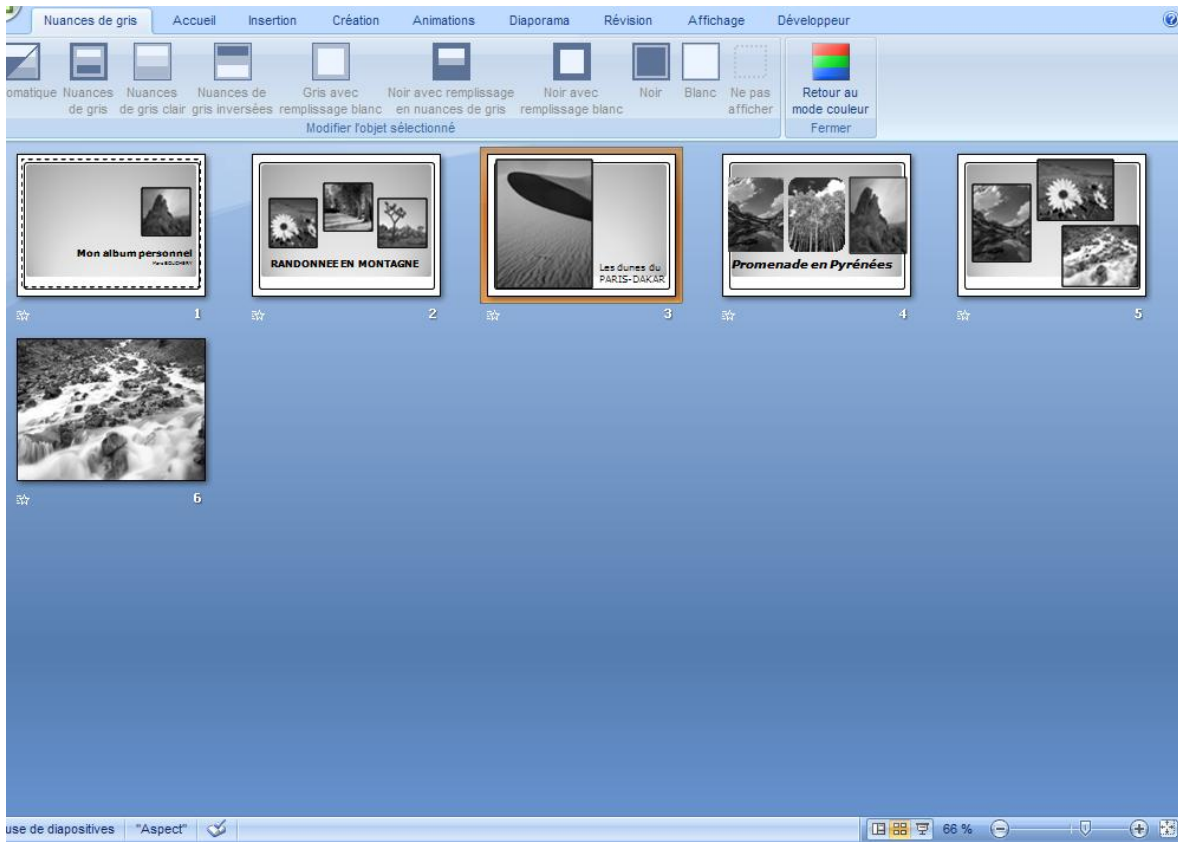 Nuances de gris Accueil Insertion Création Animations Diaporama Révision Affichage Développeur
omatique Nuances de gris
Nuances de gris clair
Nuances de gris inversées
Gris avec remplissage blanc
Noir avec remplissage en nuances de gris
Noir avec remplissage blanc
Noir
Blanc
Ne pas afficher
Retour au mode couleur
Modifier l'objet sélectionné
Fermer
Mon album personnel
Marc BOUCHERY
1
RANDONNEE EN MONTAGNE
2
Les dunes du
PARIS-DAKAR
3
Promenade en Pyrénées
4
5
6
use de diapositives "Aspect" 66 %